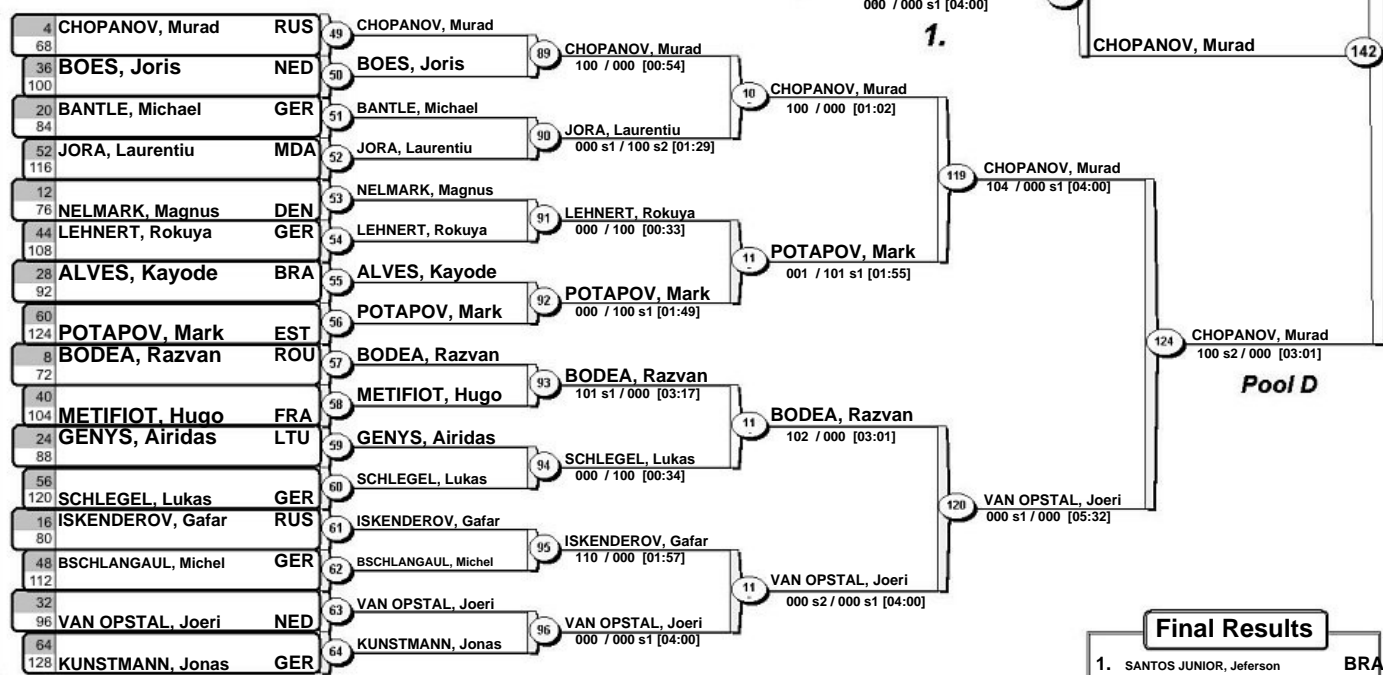 000 / 000 s1 [04:00]
1.
CHOPANOV, Murad
142
4 CHOPANOV, Murad RUS
68
49 CHOPANOV, Murad
36 BOES, Joris NED
100
50 BOES, Joris
89 CHOPANOV, Murad
100 / 000 [00:54]
20 BANTLE, Michael GER
84
51 BANTLE, Michael
52 JORA, Laurentiu MDA
116
52 JORA, Laurentiu
90 JORA, Laurentiu
000 s1 / 100 s2 [01:29]
10 CHOPANOV, Murad
100 / 000 [01:02]
12
76 NELMARK, Magnus DEN
53 NELMARK, Magnus
44 LEHNERT, Rokuya GER
108
54 LEHNERT, Rokuya
91 LEHNERT, Rokuya
000 / 100 [00:33]
28 ALVES, Kayode BRA
92
55 ALVES, Kayode
60
124 POTAPOV, Mark EST
56 POTAPOV, Mark
92 POTAPOV, Mark
000 / 100 s1 [01:49]
11 POTAPOV, Mark
001 / 101 s1 [01:55]
119 CHOPANOV, Murad
104 / 000 s1 [04:00]
8 BODEA, Razvan ROU
72
57 BODEA, Razvan
40
104 METIFIOT, Hugo FRA
58 METIFIOT, Hugo
93 BODEA, Razvan
101 s1 / 000 [03:17]
24 GENYS, Airidas LTU
88
59 GENYS, Airidas
56
120 SCHLEGEL, Lukas GER
60 SCHLEGEL, Lukas
94 SCHLEGEL, Lukas
000 / 100 [00:34]
11 BODEA, Razvan
102 / 000 [03:01]
16 ISKENDEROV, Gafar RUS
80
61 ISKENDEROV, Gafar
48 BSCHLANGAUL, Michel GER
112
62 BSCHLANGAUL, Michel
95 ISKENDEROV, Gafar
110 / 000 [01:57]
32
96 VAN OPSTAL, Joeri NED
63 VAN OPSTAL, Joeri
64
128 KUNSTMANN, Jonas GER
64 KUNSTMANN, Jonas
96 VAN OPSTAL, Joeri
000 / 000 s1 [04:00]
11 VAN OPSTAL, Joeri
000 s2 / 000 s1 [04:00]
120 VAN OPSTAL, Joeri
000 s1 / 000 [05:32]
124 CHOPANOV, Murad
100 s2 / 000 [03:01]
Pool D
Final Results
1. SANTOS JUNIOR, Jeferson BRA